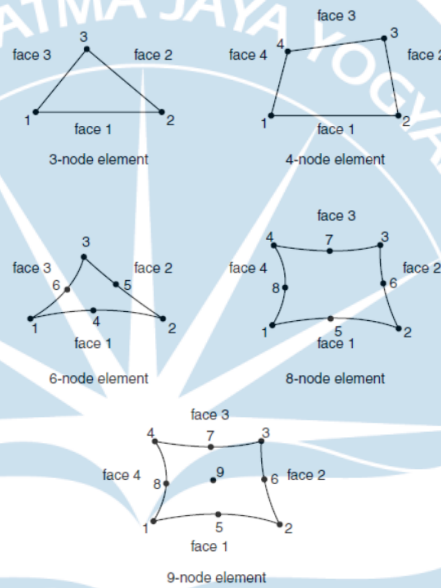 ATMA JAYA YOGYA
face 3
3
face 3
face 2
1
2
face 1
3-node element
face 3
4
3
face 4
face 2
1
2
face 1
4-node element
3
face 3
face 2
6
5
1
4
2
face 1
6-node element
face 3
4
7
3
face 4
face 2
8
6
1
5
2
face 1
8-node element
face 3
4
7
3
face 4
9
face 2
8
6
1
5
2
face 1
9-node element